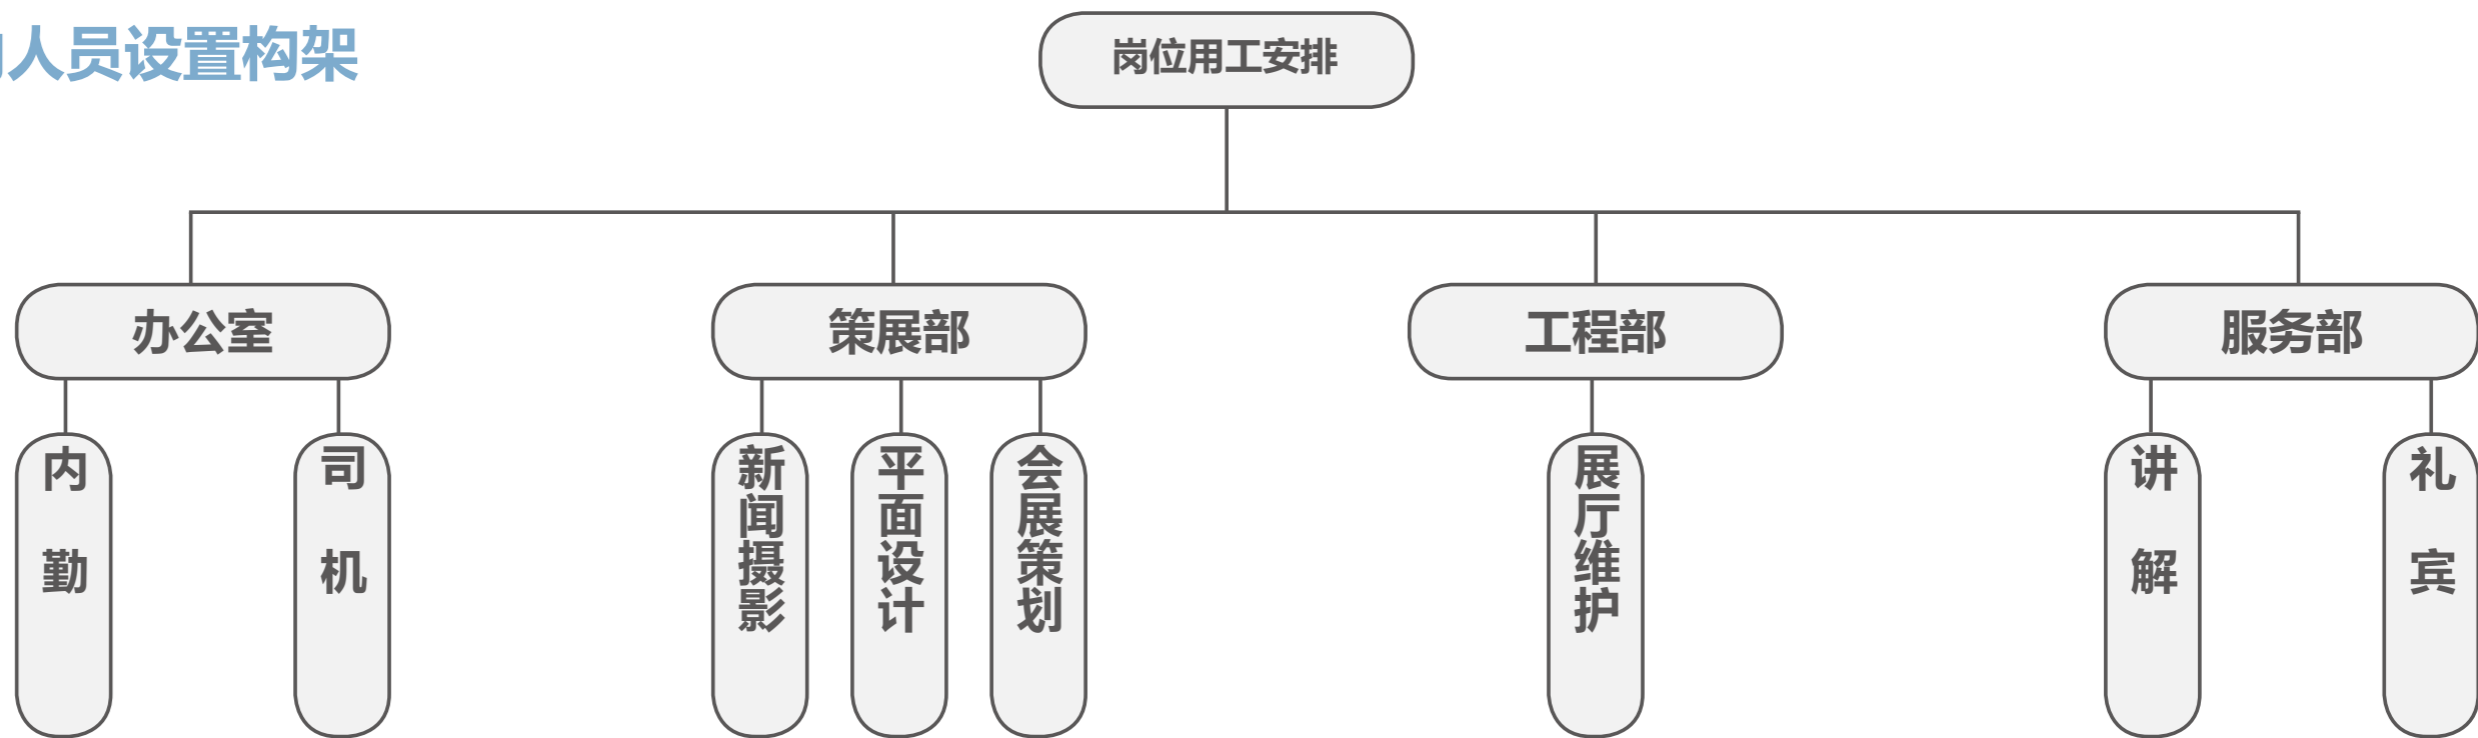 人员设置构架
岗位用工安排
办公室
策展部
工程部
服务部
内勤
司机
新闻摄影
平面设计
会展策划
展厅维护
讲解
礼宾